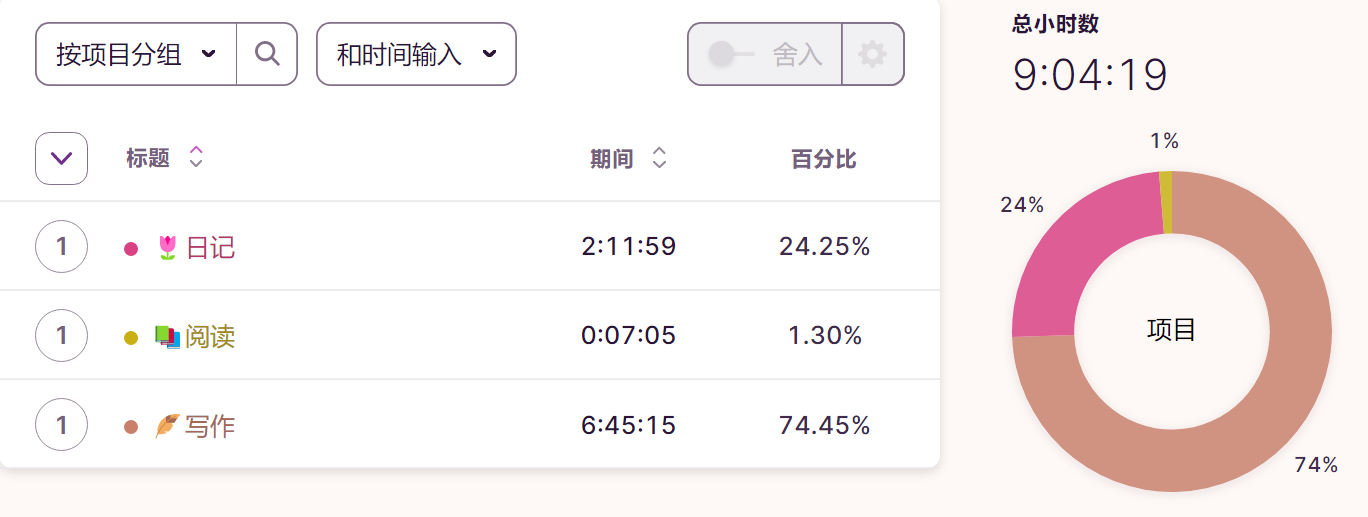 按项目分组
和时间输入
舍入
标题
期间
百分比
1
日记
2:11:59
24.25%
1
阅读
0:07:05
1.30%
1
写作
6:45:15
74.45%
总小时数
9:04:19
1%
24%
项目
74%